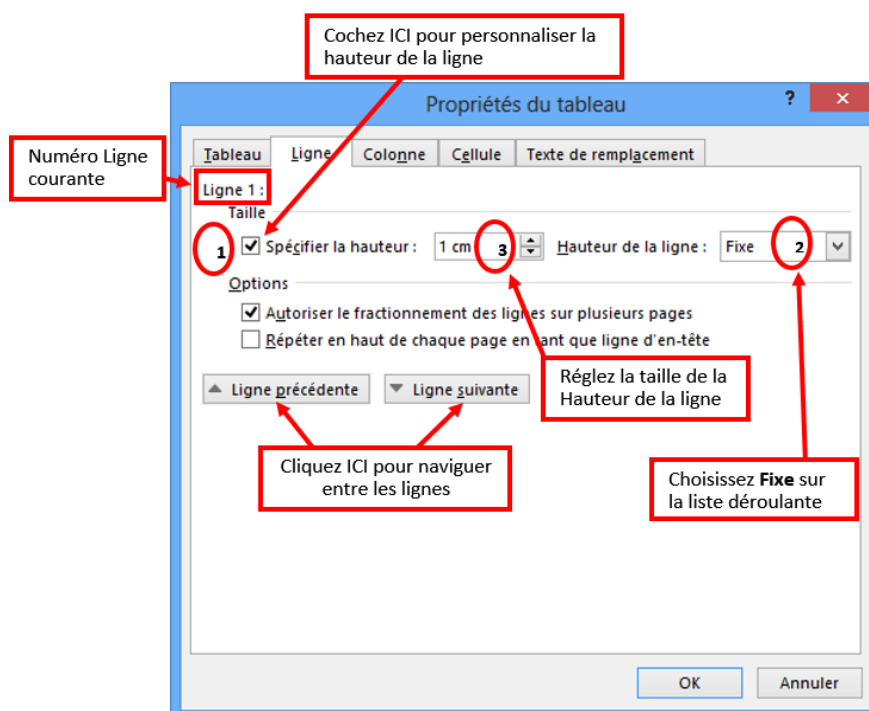 Cochez ICI pour personnaliser la
hauteur de la ligne
Propriétés du tableau
?
×
Numéro Ligne
courante
Tableau
Ligne
Colonne
Cellule
Texte de remplacement
Ligne 1 :
Taille
1
Spécifier la hauteur :
1 cm
3
Hauteur de la ligne :
Fixe
2
Options
Autoriser le fractionnement des lignes sur plusieurs pages
Répéter en haut de chaque page en tant que ligne d'en-tête
Ligne précédente
Ligne suivante
Réglez la taille de la
Hauteur de la ligne
Cliquez ICI pour naviguer
entre les lignes
Choisissez Fixe sur
la liste déroulante
OK
Annuler